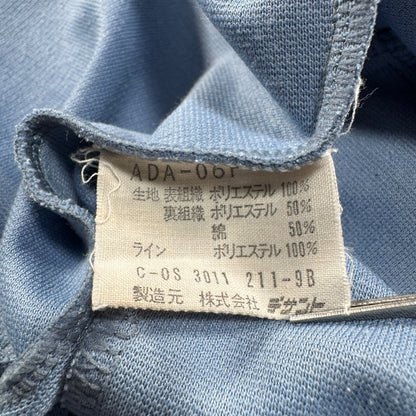 ADA-06P
生地 表組織 ポリエステル 100%
裏組織 ポリエステル 50%
綿 50%
ライン ポリエステル 100%
C-OS 3011 211-9B
製造元 株式会社 デサント